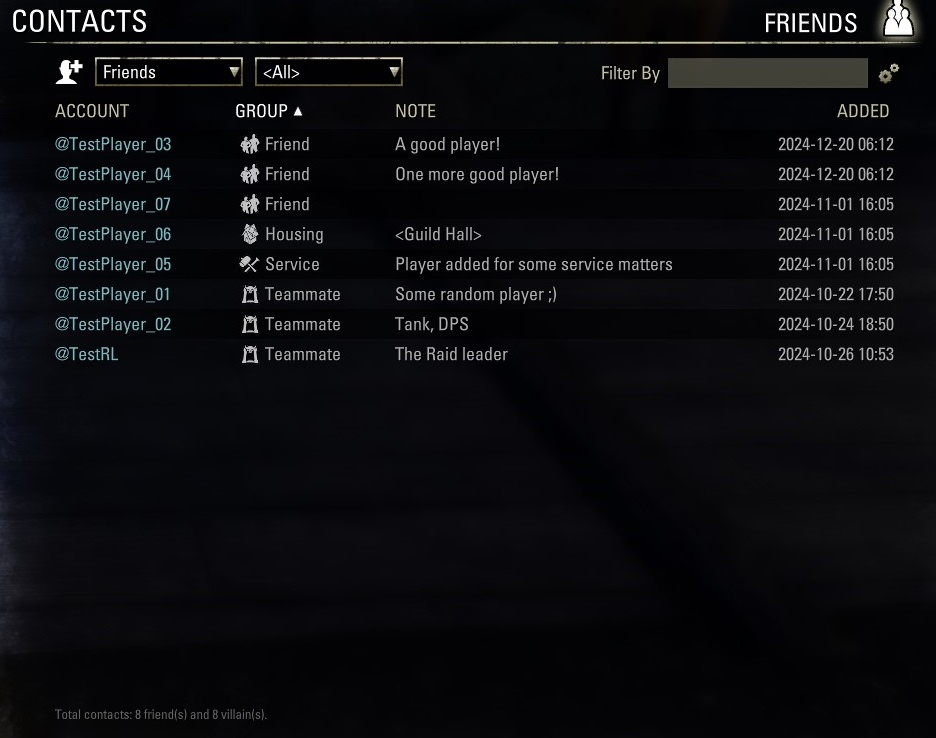 CONTACTS FRIENDS
Friends <All> Filter By
ACCOUNT GROUP NOTE ADDED
@TestPlayer_03 Friend A good player! 2024-12-20 06:12
@TestPlayer_04 Friend One more good player! 2024-12-20 06:12
@TestPlayer_07 Friend 2024-11-01 16:05
@TestPlayer_06 Housing <Guild Hall> 2024-11-01 16:05
@TestPlayer_05 Service Player added for some service matters 2024-11-01 16:05
@TestPlayer_01 Teammate Some random player ;) 2024-10-22 17:50
@TestPlayer_02 Teammate Tank, DPS 2024-10-24 18:50
@TestRL Teammate The Raid leader 2024-10-26 10:53
Total contacts: 8 friend(s) and 8 villain(s).